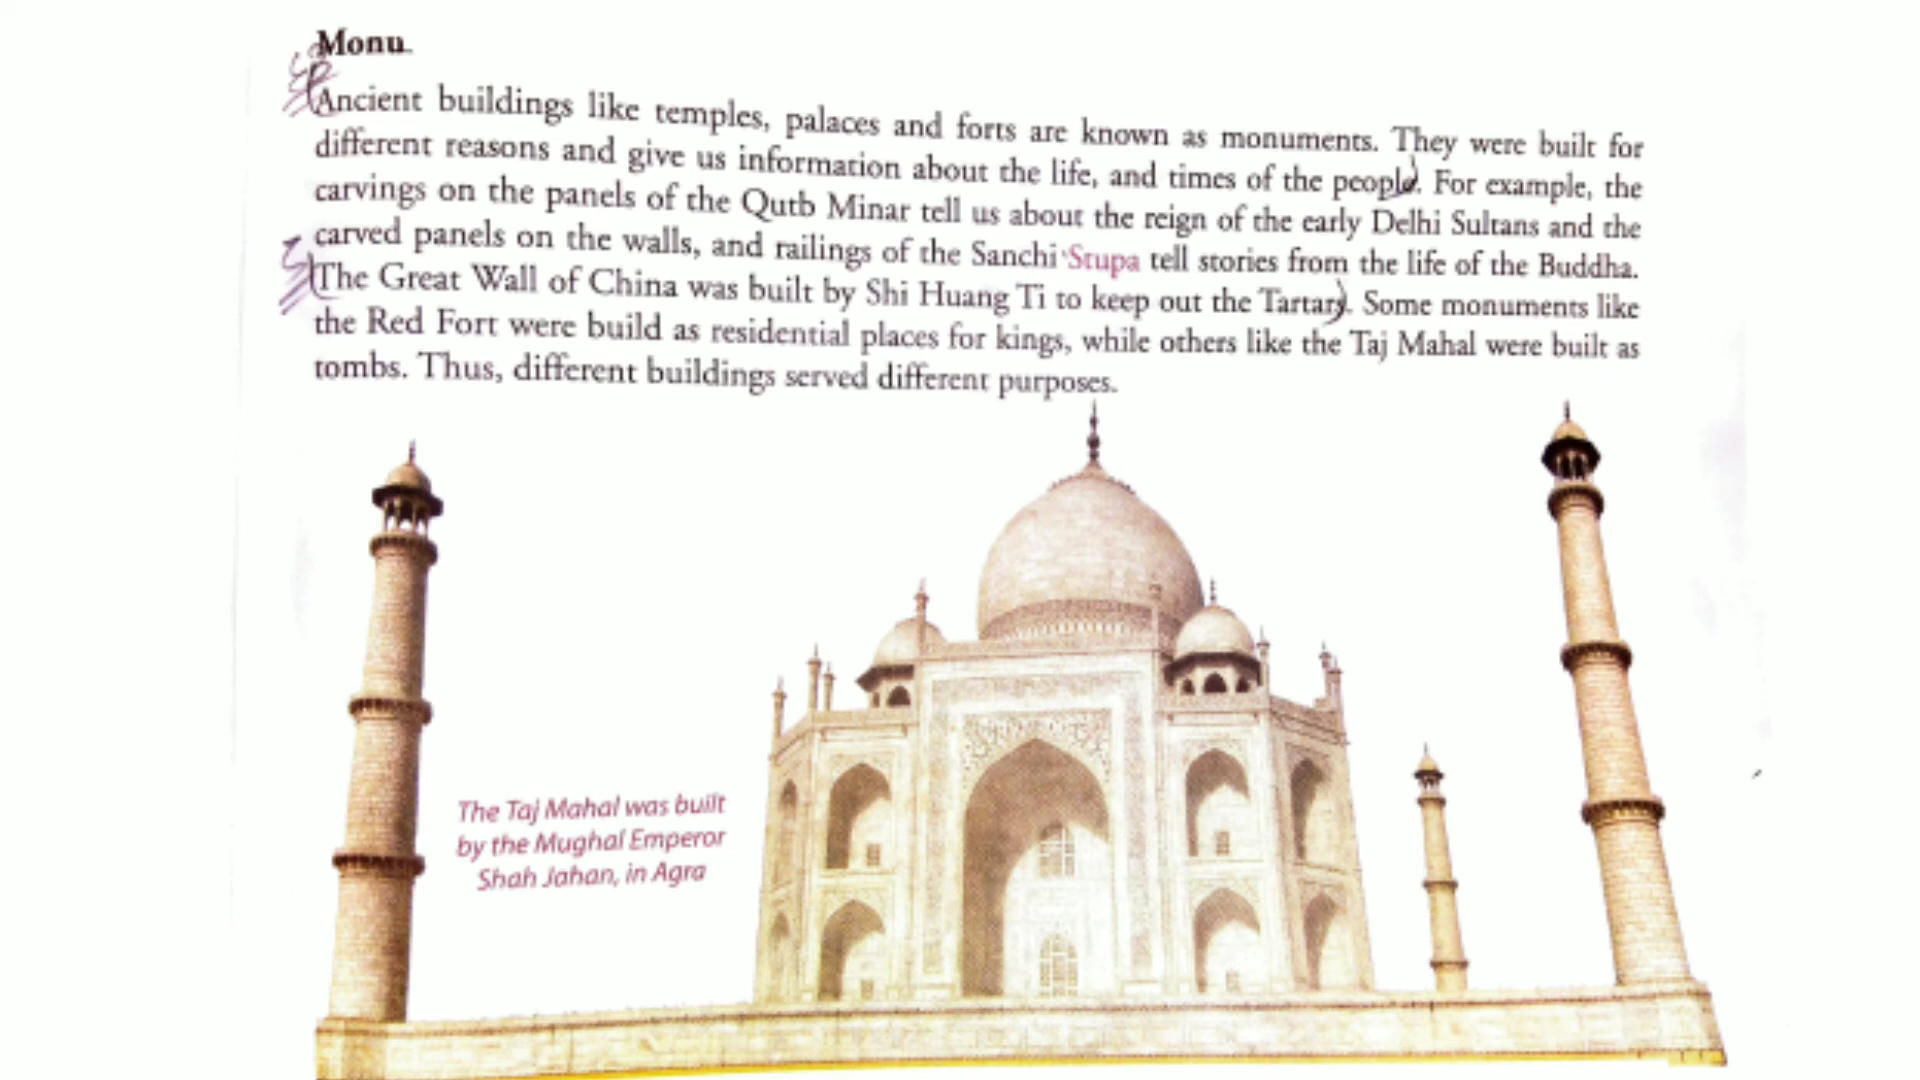 Monu
Ancient buildings like temples, palaces and forts are known as monuments. They were built for
different reasons and give us information about the life, and times of the people. For example, the
carvings on the panels of the Qutb Minar tell us about the reign of the early Delhi Sultans and the
carved panels on the walls, and railings of the Sanchi Stupa tell stories from the life of the Buddha.
The Great Wall of China was built by Shi Huang Ti to keep out the Tartars. Some monuments like
the Red Fort were build as residential places for kings, while others like the Taj Mahal were built as
tombs. Thus, different buildings served different purposes.
The Taj Mahal was built
by the Mughal Emperor
Shah Jahan, in Agra